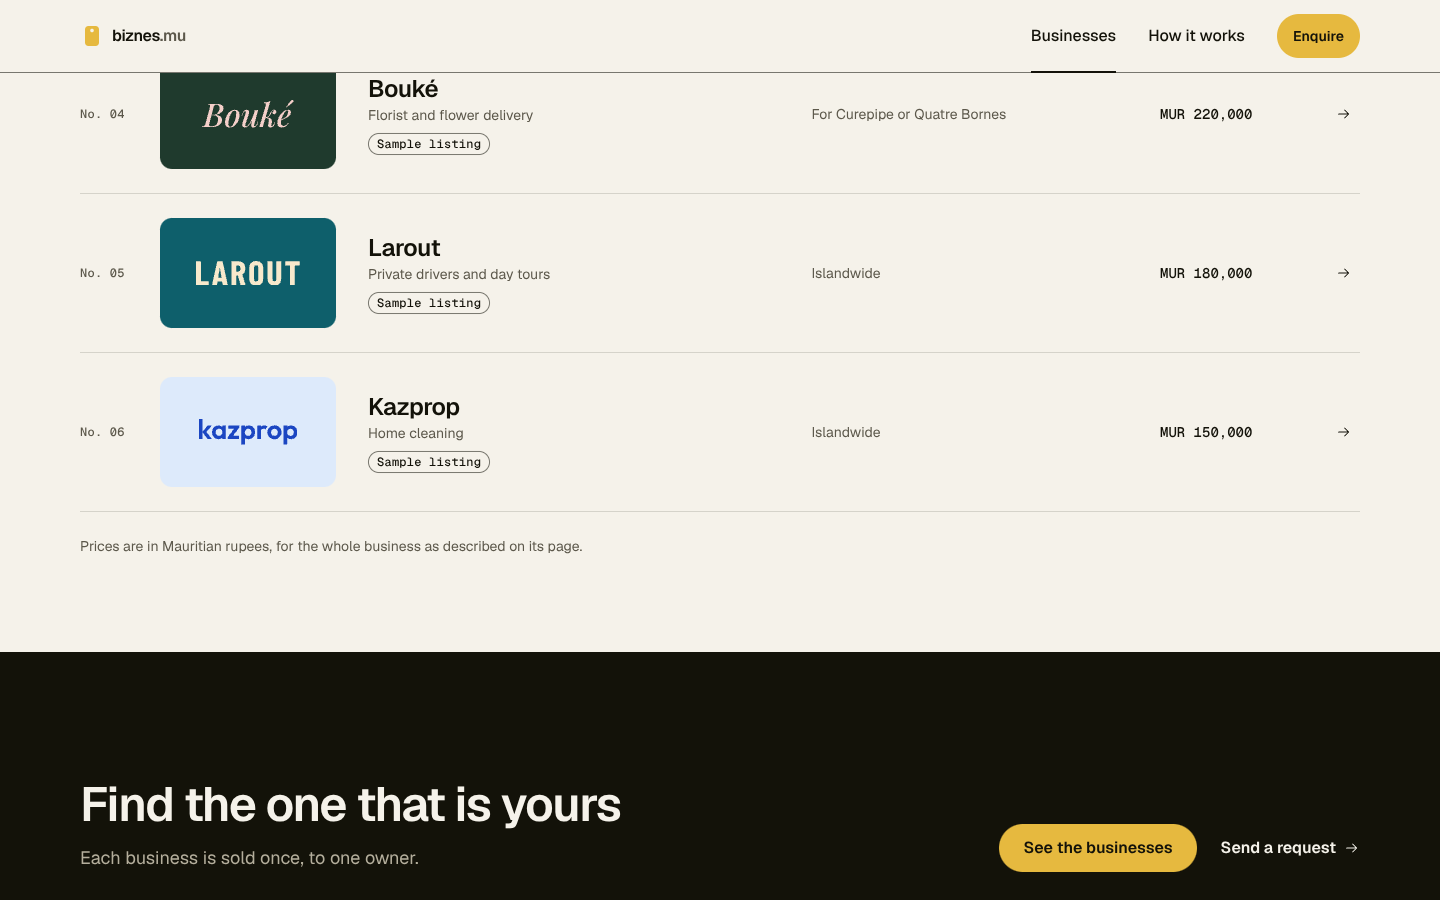 biznes.mu
Businesses
How it works
Enquire
No. 04
Bouké
Bouké
Florist and flower delivery
Sample listing
For Curepipe or Quatre Bornes
MUR 220,000
→
No. 05
LAROUT
Larout
Private drivers and day tours
Sample listing
Islandwide
MUR 180,000
→
No. 06
kazprop
Kazprop
Home cleaning
Sample listing
Islandwide
MUR 150,000
→
Prices are in Mauritian rupees, for the whole business as described on its page.
Find the one that is yours
Each business is sold once, to one owner.
See the businesses
Send a request →